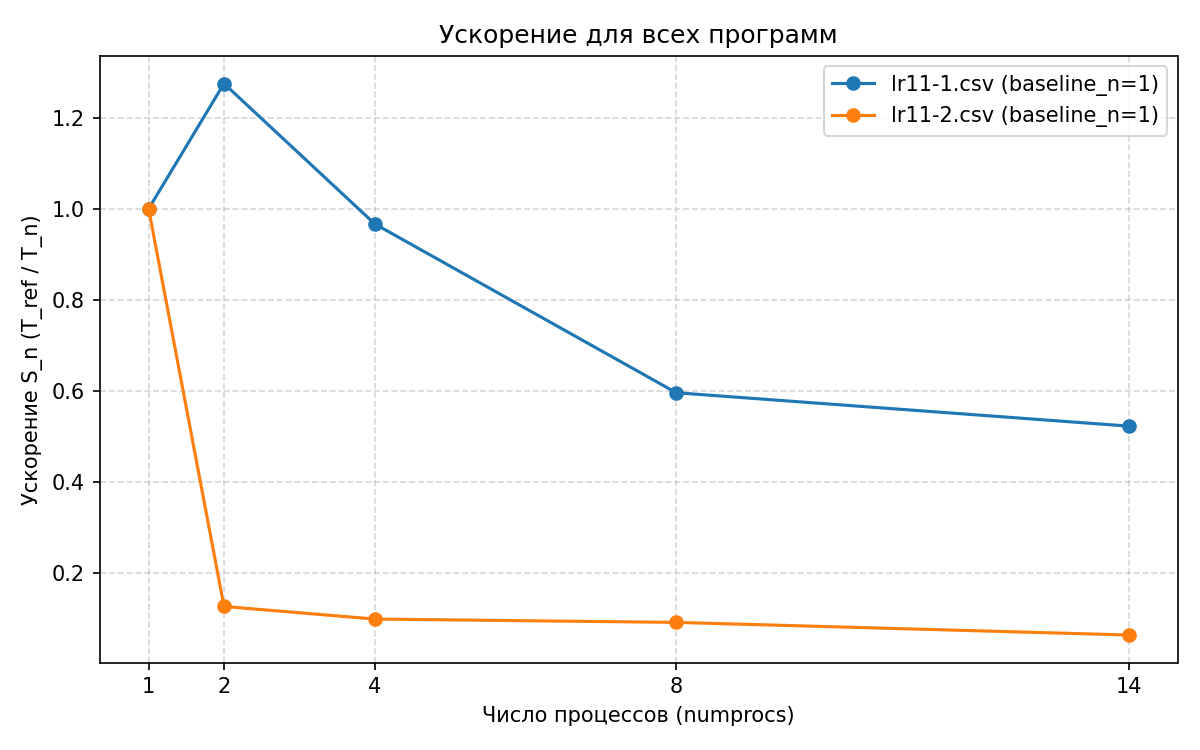 Ускорение для всех программ
lr11-1.csv (baseline_n=1)
lr11-2.csv (baseline_n=1)
Ускорение S_n (T_ref / T_n)
1.2
1.0
0.8
0.6
0.4
0.2
1 2 4 8 14
Число процессов (numprocs)